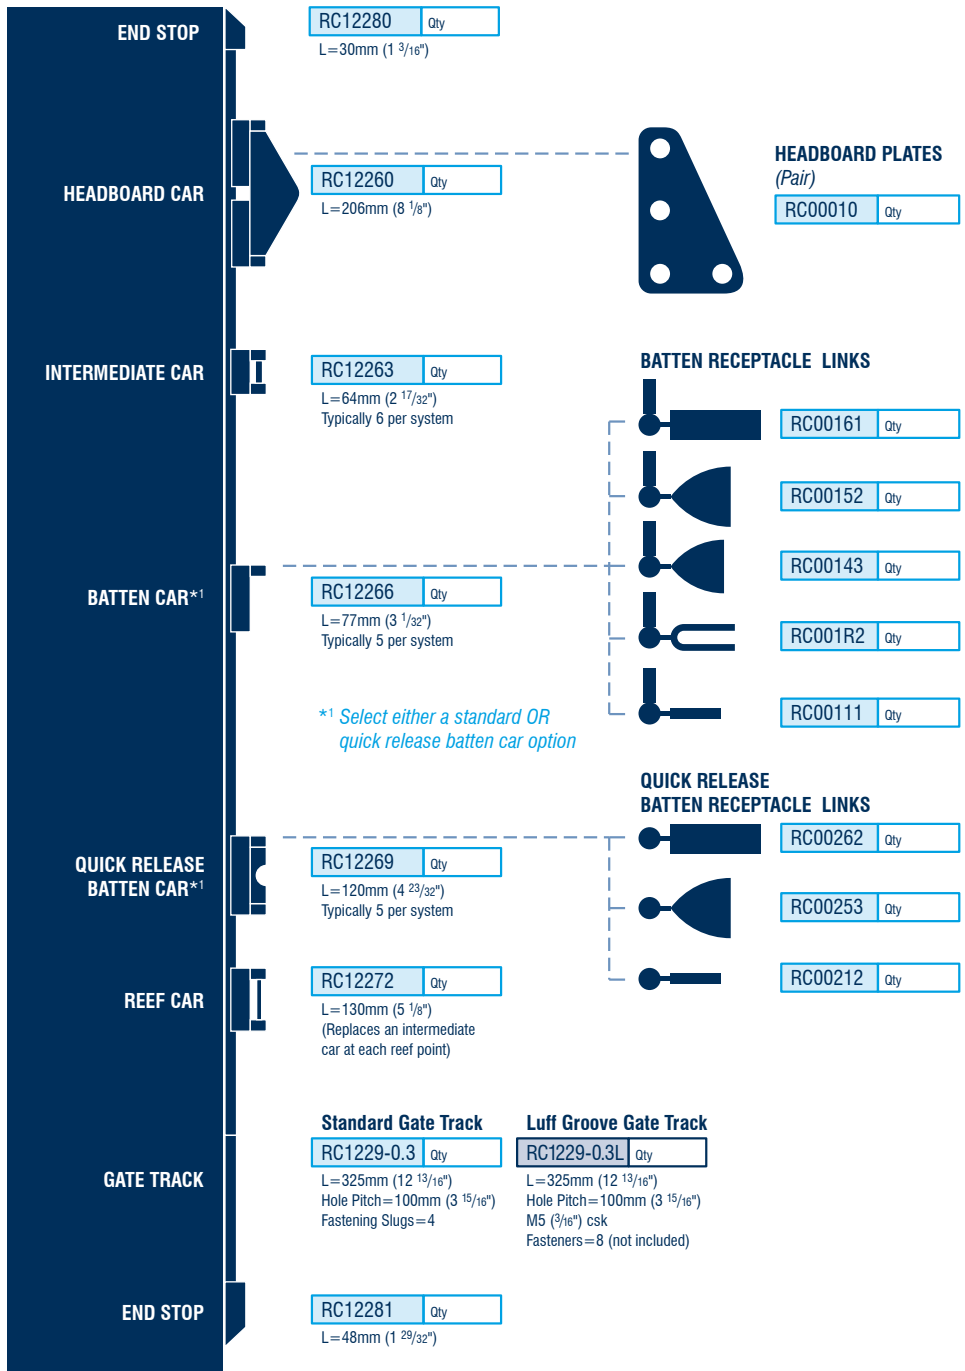 END STOP
RC12280 Qty
L=30mm (1 3/16")
HEADBOARD CAR
RC12260 Qty
L=206mm (8 1/8")
HEADBOARD PLATES
(Pair)
RC00010 Qty
INTERMEDIATE CAR
RC12263 Qty
L=64mm (2 17/32")
Typically 6 per system
BATTEN RECEPTACLE LINKS
RC00161 Qty
RC00152 Qty
RC00143 Qty
RC001R2 Qty
RC00111 Qty
BATTEN CAR*1
RC12266 Qty
L=77mm (3 1/32")
Typically 5 per system
*1 Select either a standard OR
quick release batten car option
QUICK RELEASE
BATTEN RECEPTACLE LINKS
RC00262 Qty
RC00253 Qty
RC00212 Qty
QUICK RELEASE
BATTEN CAR*1
RC12269 Qty
L=120mm (4 23/32")
Typically 5 per system
REEF CAR
RC12272 Qty
L=130mm (5 1/8")
(Replaces an intermediate
car at each reef point)
GATE TRACK
Standard Gate Track
RC1229-0.3 Qty
L=325mm (12 13/16")
Hole Pitch=100mm (3 15/16")
Fastening Slugs=4
Luff Groove Gate Track
RC1229-0.3L Qty
L=325mm (12 13/16")
Hole Pitch=100mm (3 15/16")
M5 (3/16") csk
Fasteners=8 (not included)
END STOP
RC12281 Qty
L=48mm (1 29/32")